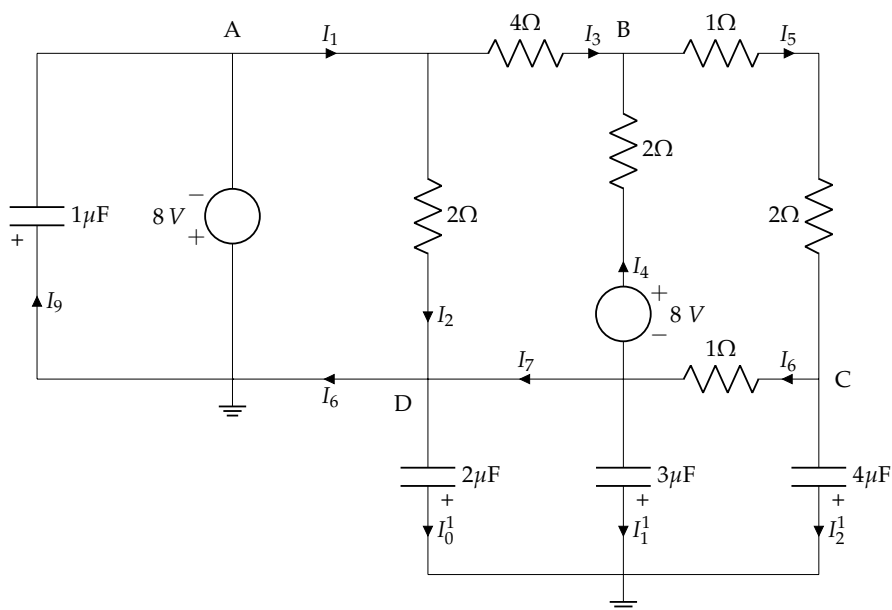 A
I₁
4Ω
I₃
B
1Ω
I₅
2Ω
1µF
+
−
8 V
+
2Ω
2Ω
I₉
I₂
I₄
+
8 V
−
1Ω
I₆
D
I₇
I₆
C
2µF
+
3µF
+
4µF
+
I₀¹
I₁¹
I₂¹